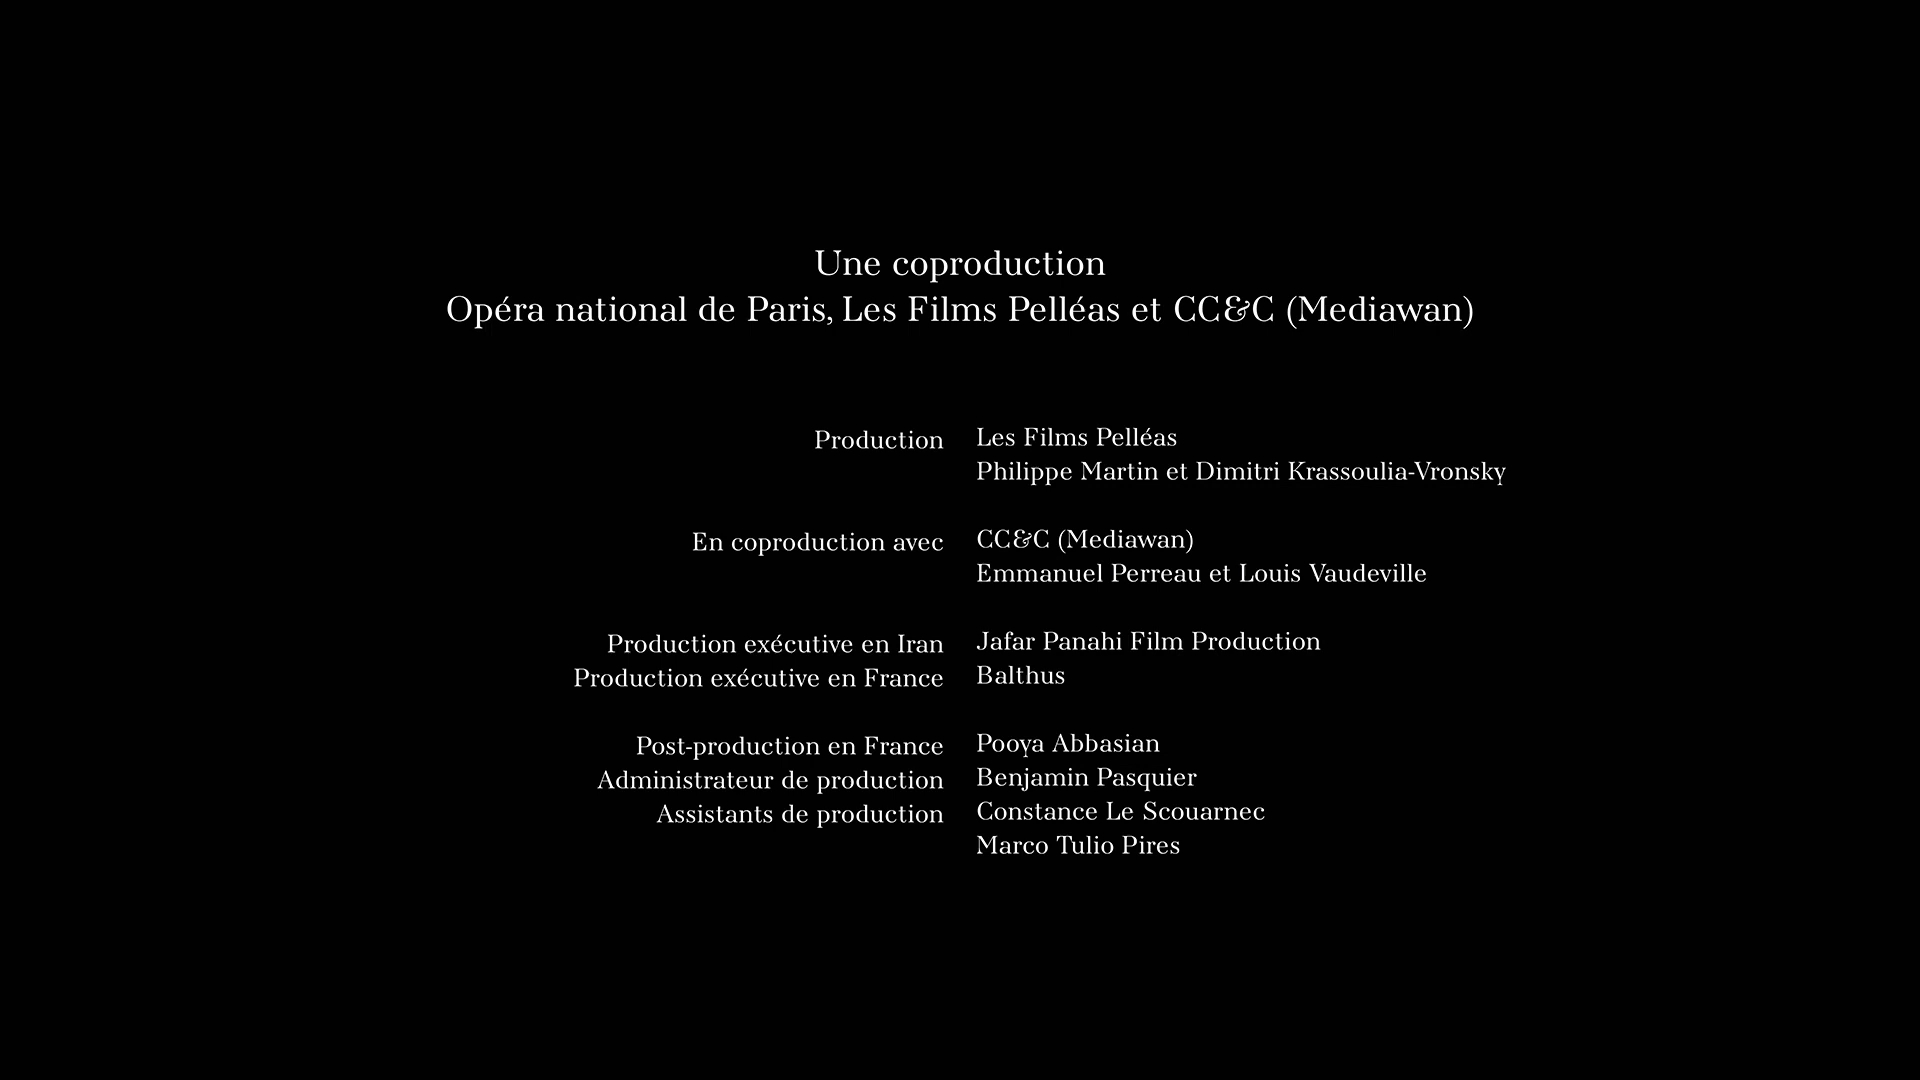 Une coproduction
Opéra national de Paris, Les Films Pelléas et CC&C (Mediawan)
Production Les Films Pelléas
Philippe Martin et Dimitri Krassoulia-Vronsky
En coproduction avec CC&C (Mediawan)
Emmanuel Perreau et Louis Vaudeville
Production exécutive en Iran Jafar Panahi Film Production
Production exécutive en France Balthus
Post-production en France Pooya Abbasian
Administrateur de production Benjamin Pasquier
Assistants de production Constance Le Scouarnec
Marco Tulio Pires